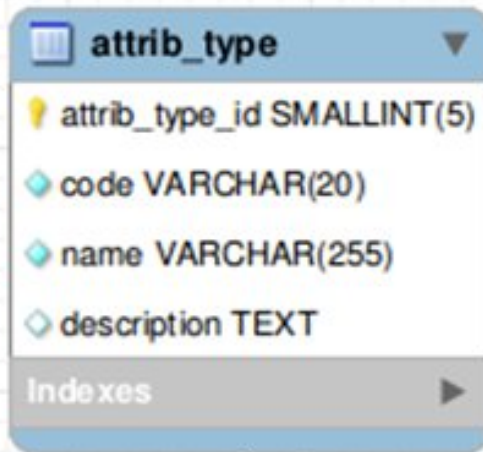 attrib_type
attrib_type_id SMALLINT(5)
code VARCHAR(20)
name VARCHAR(255)
description TEXT
Indexes